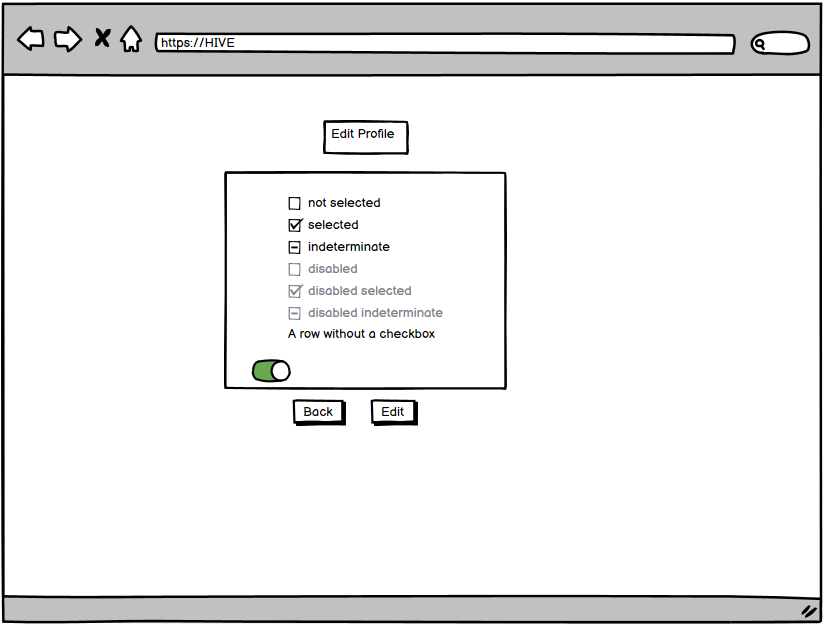 https://HIVE
Edit Profile
not selected
selected
indeterminate
disabled
disabled selected
disabled indeterminate
A row without a checkbox
Back
Edit